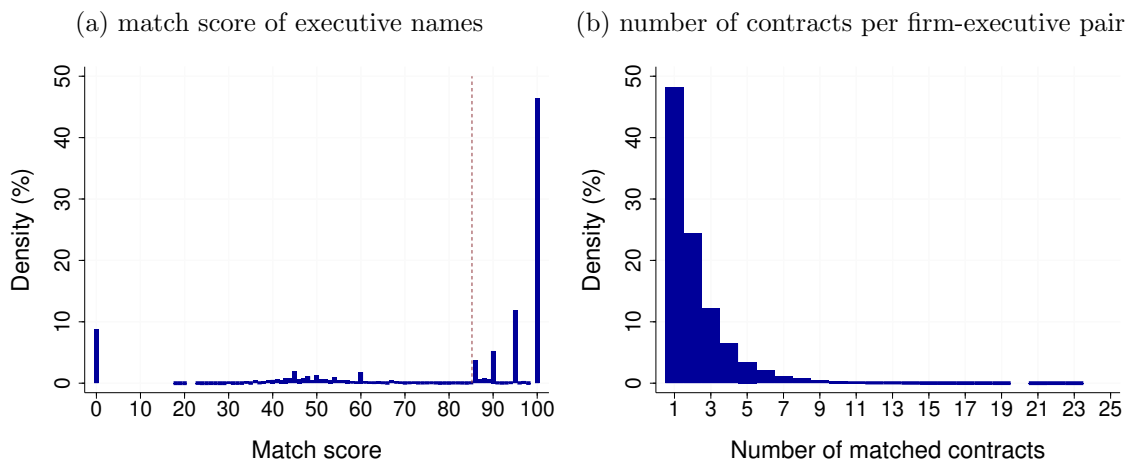 (a) match score of executive names
(b) number of contracts per firm-executive pair
Density (%)
50
40
30
20
10
0
0 10 20 30 40 50 60 70 80 90 100
Match score
Density (%)
50
40
30
20
10
0
1 3 5 7 9 11 13 15 17 19 21 23 25
Number of matched contracts